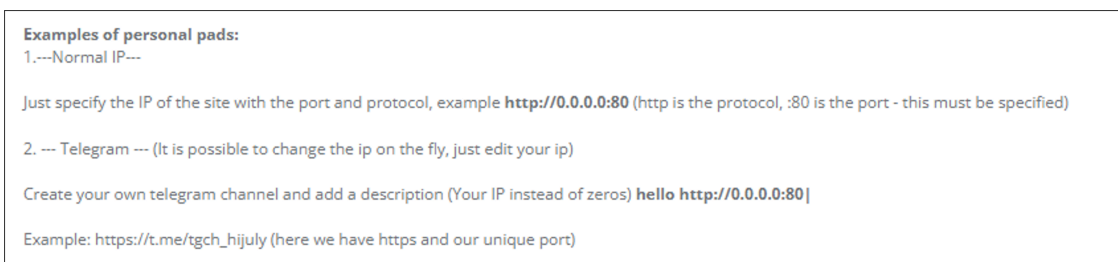 Examples of personal pads:
1.---Normal IP---
Just specify the IP of the site with the port and protocol, example http://0.0.0.0:80 (http is the protocol, :80 is the port - this must be specified)
2. --- Telegram --- (It is possible to change the ip on the fly, just edit your ip)
Create your own telegram channel and add a description (Your IP instead of zeros) hello http://0.0.0.0:80|
Example: https://t.me/tgch_hijuly (here we have https and our unique port)